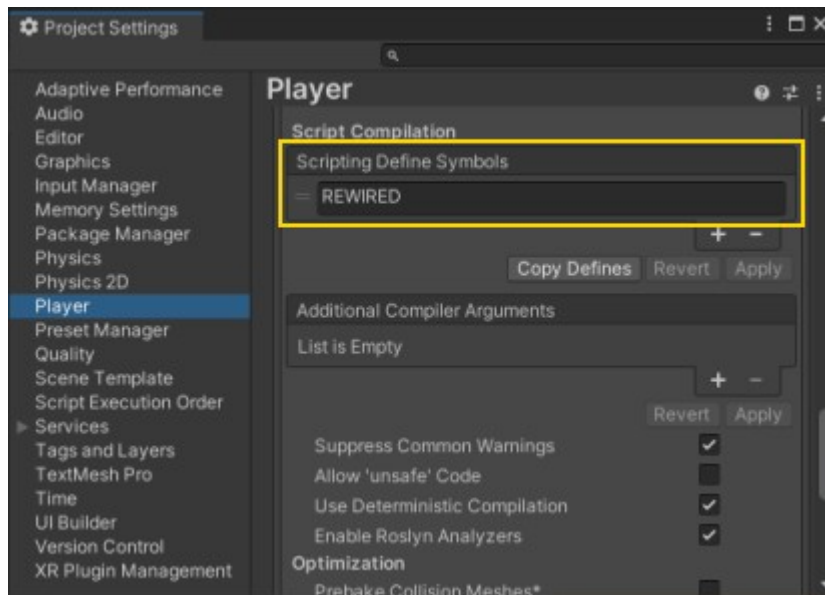 Project Settings
Adaptive Performance
Audio
Editor
Graphics
Input Manager
Memory Settings
Package Manager
Physics
Physics 2D
Player
Preset Manager
Quality
Scene Template
Script Execution Order
Services
Tags and Layers
TextMesh Pro
Time
UI Builder
Version Control
XR Plugin Management
Player
Script Compilation
Scripting Define Symbols
REWIRED
+ -
Copy Defines Revert Apply
Additional Compiler Arguments
List is Empty
+ -
Revert Apply
Suppress Common Warnings
Allow 'unsafe' Code
Use Deterministic Compilation
Enable Roslyn Analyzers
Optimization
Prebake Collision Meshes*